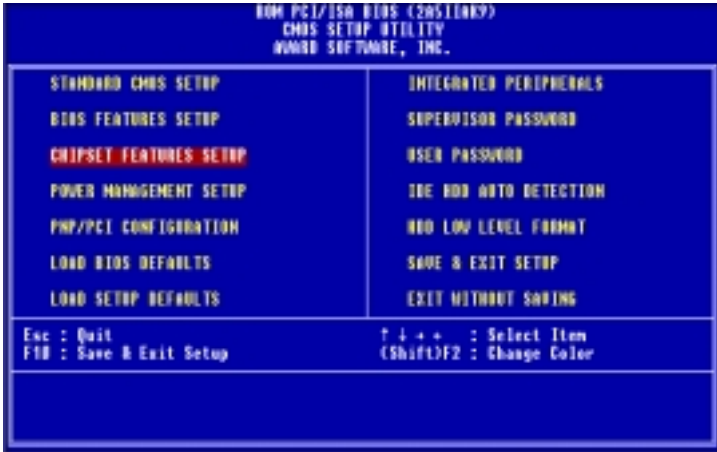 ROM PCI/ISA BIOS (2A5IIAK9)
CMOS SETUP UTILITY
AWARD SOFTWARE, INC.
STANDARD CMOS SETUP
BIOS FEATURES SETUP
CHIPSET FEATURES SETUP
POWER MANAGEMENT SETUP
PNP/PCI CONFIGURATION
LOAD BIOS DEFAULTS
LOAD SETUP DEFAULTS
INTEGRATED PERIPHERALS
SUPERVISOR PASSWORD
USER PASSWORD
IDE HDD AUTO DETECTION
HDD LOW LEVEL FORMAT
SAVE & EXIT SETUP
EXIT WITHOUT SAVING
Esc : Quit
F10 : Save & Exit Setup
↑ ↓ → ← : Select Item
(Shift)F2 : Change Color